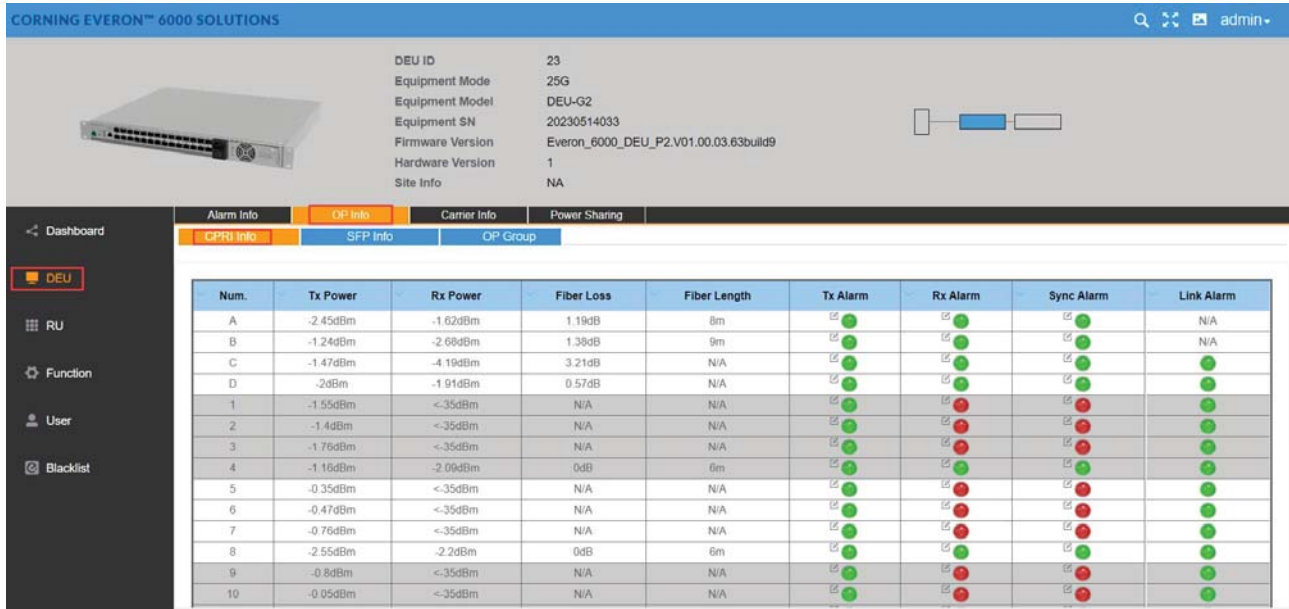 CORNING EVERON™ 6000 SOLUTIONS
admin
DEU ID 23
Equipment Mode 25G
Equipment Model DEU-G2
Equipment SN 20230514033
Firmware Version Everon_6000_DEU_P2.V01.00.03.63build9
Hardware Version 1
Site Info NA
Alarm Info OP Info Carrier Info Power Sharing
CPRI Info SFP Info OP Group
Dashboard
DEU
RU
Function
User
Blacklist
Num. Tx Power Rx Power Fiber Loss Fiber Length Tx Alarm Rx Alarm Sync Alarm Link Alarm
A -2.45dBm -1.62dBm 1.19dB 8m N/A
B -1.24dBm -2.68dBm 1.38dB 9m N/A
C -1.47dBm -4.19dBm 3.21dB N/A
D -2dBm -1.91dBm 0.57dB N/A
1 -1.55dBm <-35dBm N/A N/A
2 -1.4dBm <-35dBm N/A N/A
3 -1.76dBm <-35dBm N/A N/A
4 -1.16dBm -2.09dBm 0dB 6m
5 -0.35dBm <-35dBm N/A N/A
6 -0.47dBm <-35dBm N/A N/A
7 -0.76dBm <-35dBm N/A N/A
8 -2.55dBm -2.2dBm 0dB 6m
9 -0.8dBm <-35dBm N/A N/A
10 -0.05dBm <-35dBm N/A N/A